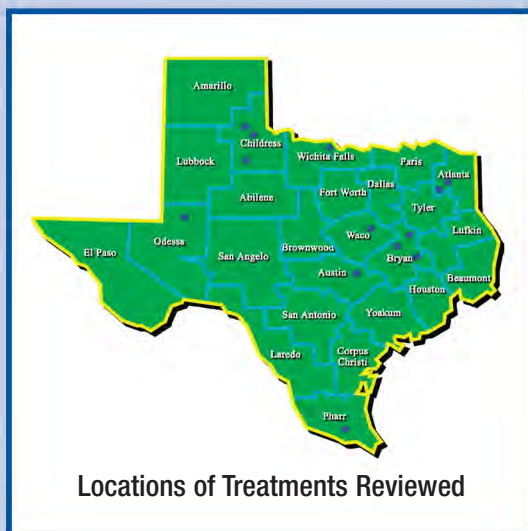 Amarillo
Childress
Lubbock
Wichita Falls
Paris
Atlanta
Dallas
Fort Worth
Abilene
Tyler
Waco
Lufkin
Odessa
El Paso
San Angelo
Brownwood
Bryan
Austin
Beaumont
Houston
San Antonio
Yoakum
Laredo
Corpus
Christi
Pharr
Locations of Treatments Reviewed